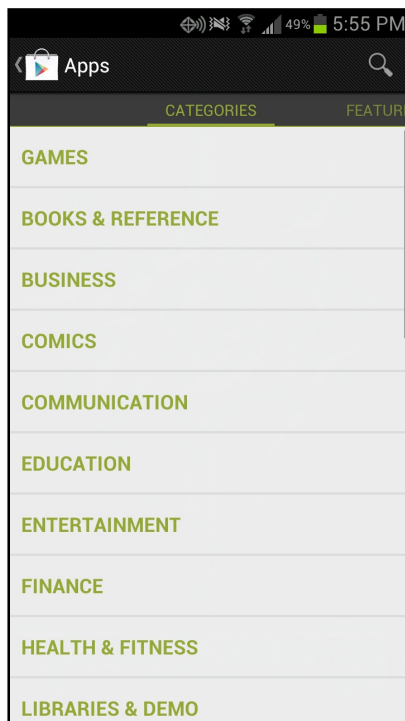 49% 5:55 PM
Apps
CATEGORIES FEATUR
GAMES
BOOKS & REFERENCE
BUSINESS
COMICS
COMMUNICATION
EDUCATION
ENTERTAINMENT
FINANCE
HEALTH & FITNESS
LIBRARIES & DEMO